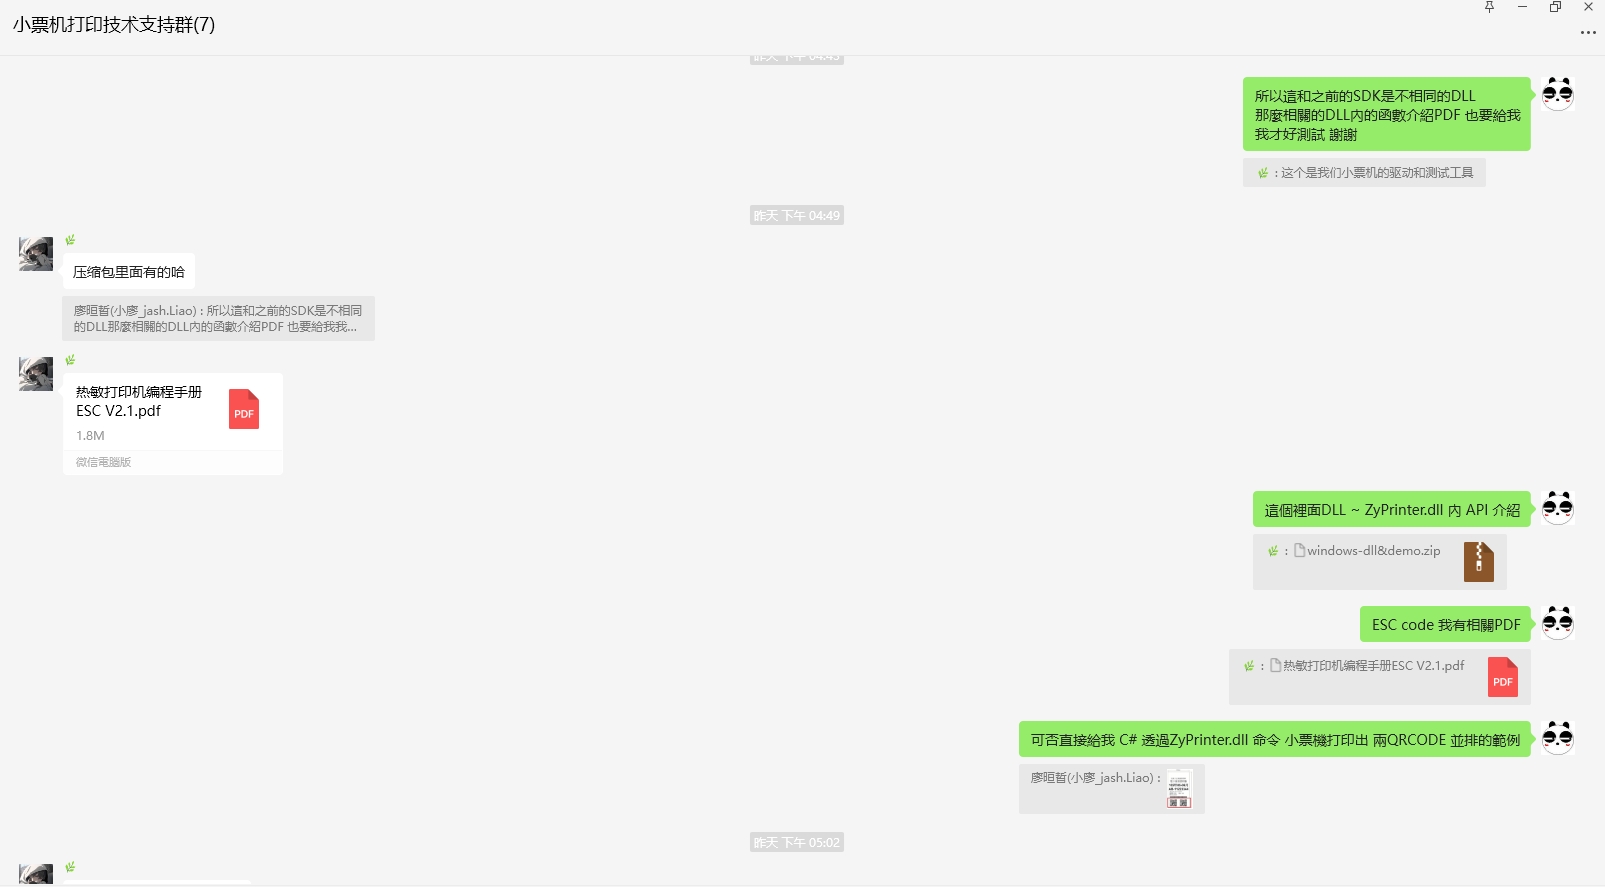 小票机打印技术支持群(7)
昨天 下午 04:45
所以這和之前的SDK是不相同的DLL
那麼相關的DLL內的函數介紹PDF 也要給我
我才好測試 謝謝
: 这个是我们小票机的驱动和测试工具
昨天 下午 04:49
压缩包里面有的哈
廖晅晢(小廖_jash.Liao) : 所以這和之前的SDK是不相同
的DLL那麼相關的DLL內的函數介紹PDF 也要給我我...
热敏打印机编程手册
ESC V2.1.pdf
PDF
1.8M
微信電腦版
這個裡面DLL ~ ZyPrinter.dll 內 API 介紹
: windows-dll&demo.zip
ESC code 我有相關PDF
: 热敏打印机编程手册ESC V2.1.pdf
PDF
可否直接給我 C# 透過ZyPrinter.dll 命令 小票機打印出 兩QRCODE 並排的範例
廖晅晢(小廖_jash.Liao) :
昨天 下午 05:02